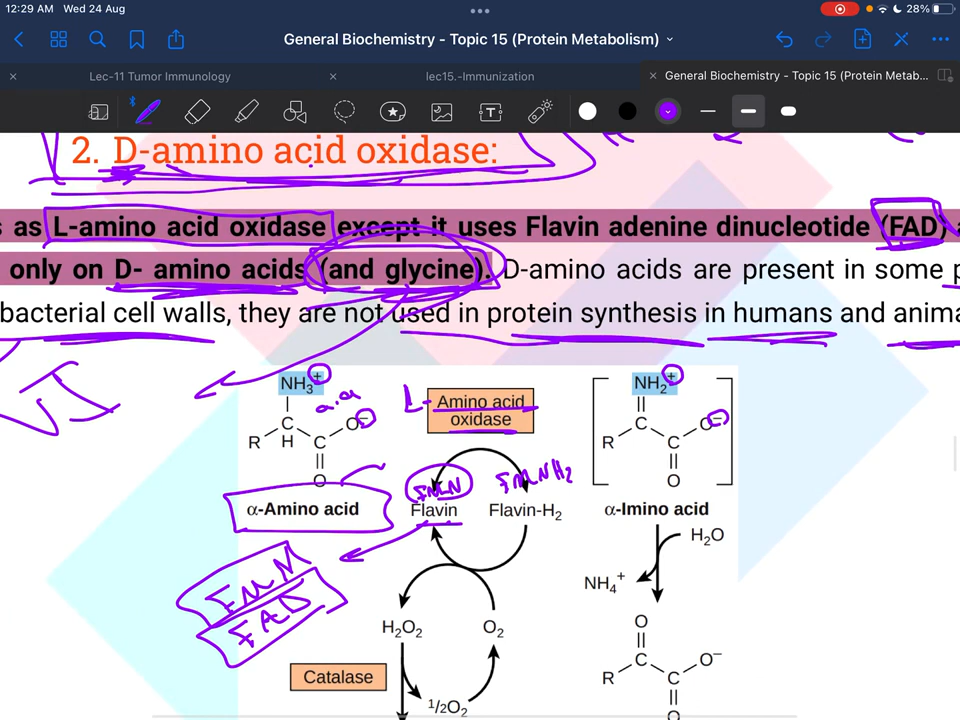 12:29 AM Wed 24 Aug
28%
General Biochemistry - Topic 15 (Protein Metabolism)
Lec-11 Tumor Immunology
lec15.-Immunization
General Biochemistry - Topic 15 (Protein Metab...
2. D-amino acid oxidase:
s as L-amino acid oxidase except it uses Flavin adenine dinucleotide (FAD)
only on D- amino acids (and glycine). D-amino acids are present in some p
bacterial cell walls, they are not used in protein synthesis in humans and anima
NH3+
a.a
C
H
R
C
O-
O
L-
Amino acid
oxidase
NH2+
C
R
C
O-
O
FMN
FMNH2
α-Amino acid
Flavin
Flavin-H2
α-Imino acid
H2O
NH4+
FMN
FAD
H2O2
O2
O
C
R
C
O-
O
Catalase
1/2O2